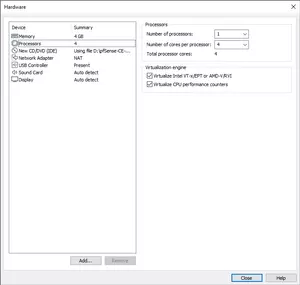 Hardware
Device Summary
Memory 4 GB
Processors 4
New CD/DVD (IDE) Using file D:\pfSense-CE-...
Network Adapter NAT
USB Controller Present
Sound Card Auto detect
Display Auto detect
Add... Remove
Processors
Number of processors: 1
Number of cores per processor: 4
Total processor cores: 4
Virtualization engine
Virtualize Intel VT-x/EPT or AMD-V/RVI
Virtualize CPU performance counters
Close Help